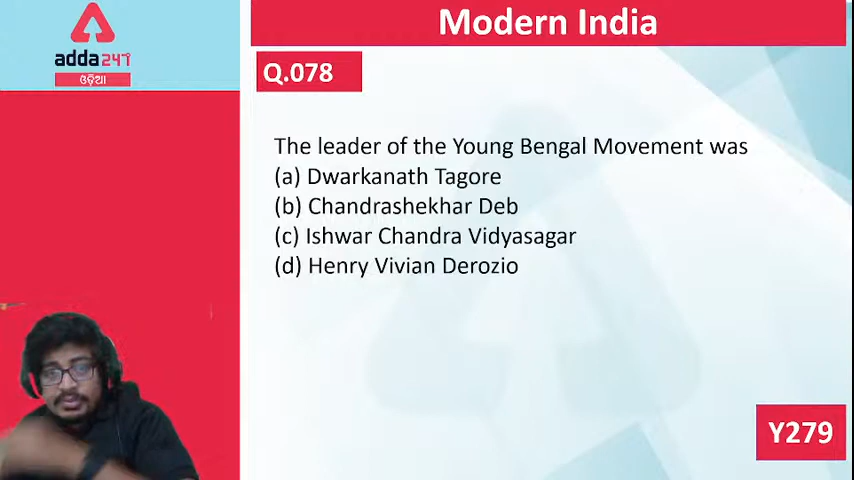 Modern India
adda247
ଓଡ଼ିଆ
Q.078
The leader of the Young Bengal Movement was
(a) Dwarkanath Tagore
(b) Chandrashekhar Deb
(c) Ishwar Chandra Vidyasagar
(d) Henry Vivian Derozio
Y279